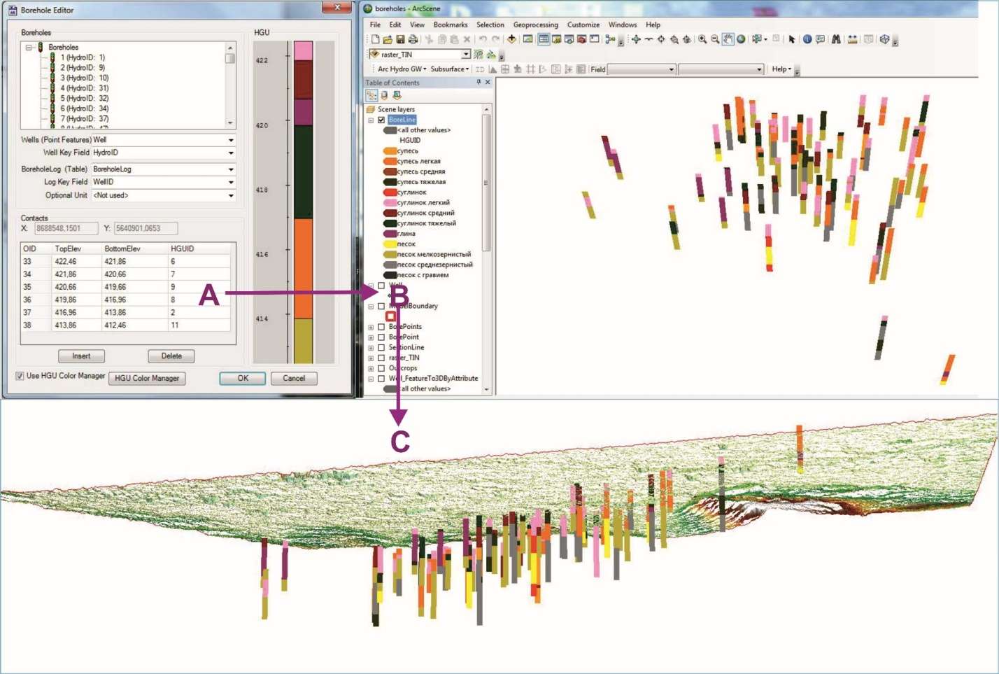 Borehole Editor
Boreholes
Boreholes
1 (HydroID: 1)
2 (HydroID: 9)
3 (HydroID: 10)
4 (HydroID: 31)
5 (HydroID: 32)
6 (HydroID: 34)
7 (HydroID: 37)
Wells (Point Features) Well
Well Key Field HydroID
BoreholeLog (Table) BoreholeLog
Log Key Field WellID
Optional Unit <Not used>
Contacts
X: 8688548,1501 Y: 5640901,0653
OID TopElev BottomElev HGUID
33 422,46 421,86 6
34 421,86 420,66 7
35 420,66 419,66 9
36 419,86 416,96 8
37 416,96 413,86 2
38 413,86 412,46 11
Insert Delete
Use HGU Color Manager HGU Color Manager OK Cancel
HGU
422
420
418
416
414
boreholes - ArcScene
File Edit View Bookmarks Selection Geoprocessing Customize Windows Help
raster_TIN
Arc Hydro GW Subsurface ID Field Help
Table of Contents
Scene layers
BoreLine
<all other values>
HGUID
супесь
супесь легкая
супесь средняя
супесь тяжелая
суглинок
суглинок легкий
суглинок средний
суглинок тяжелый
глина
песок
песок мелкозернистый
песок среднезернистый
песок с гравием
BorePoints
BorePoint
SectionLine
raster_TIN
Outcrops
Well_FeatureTo3DByAttribute
<all other values>
A
B
C